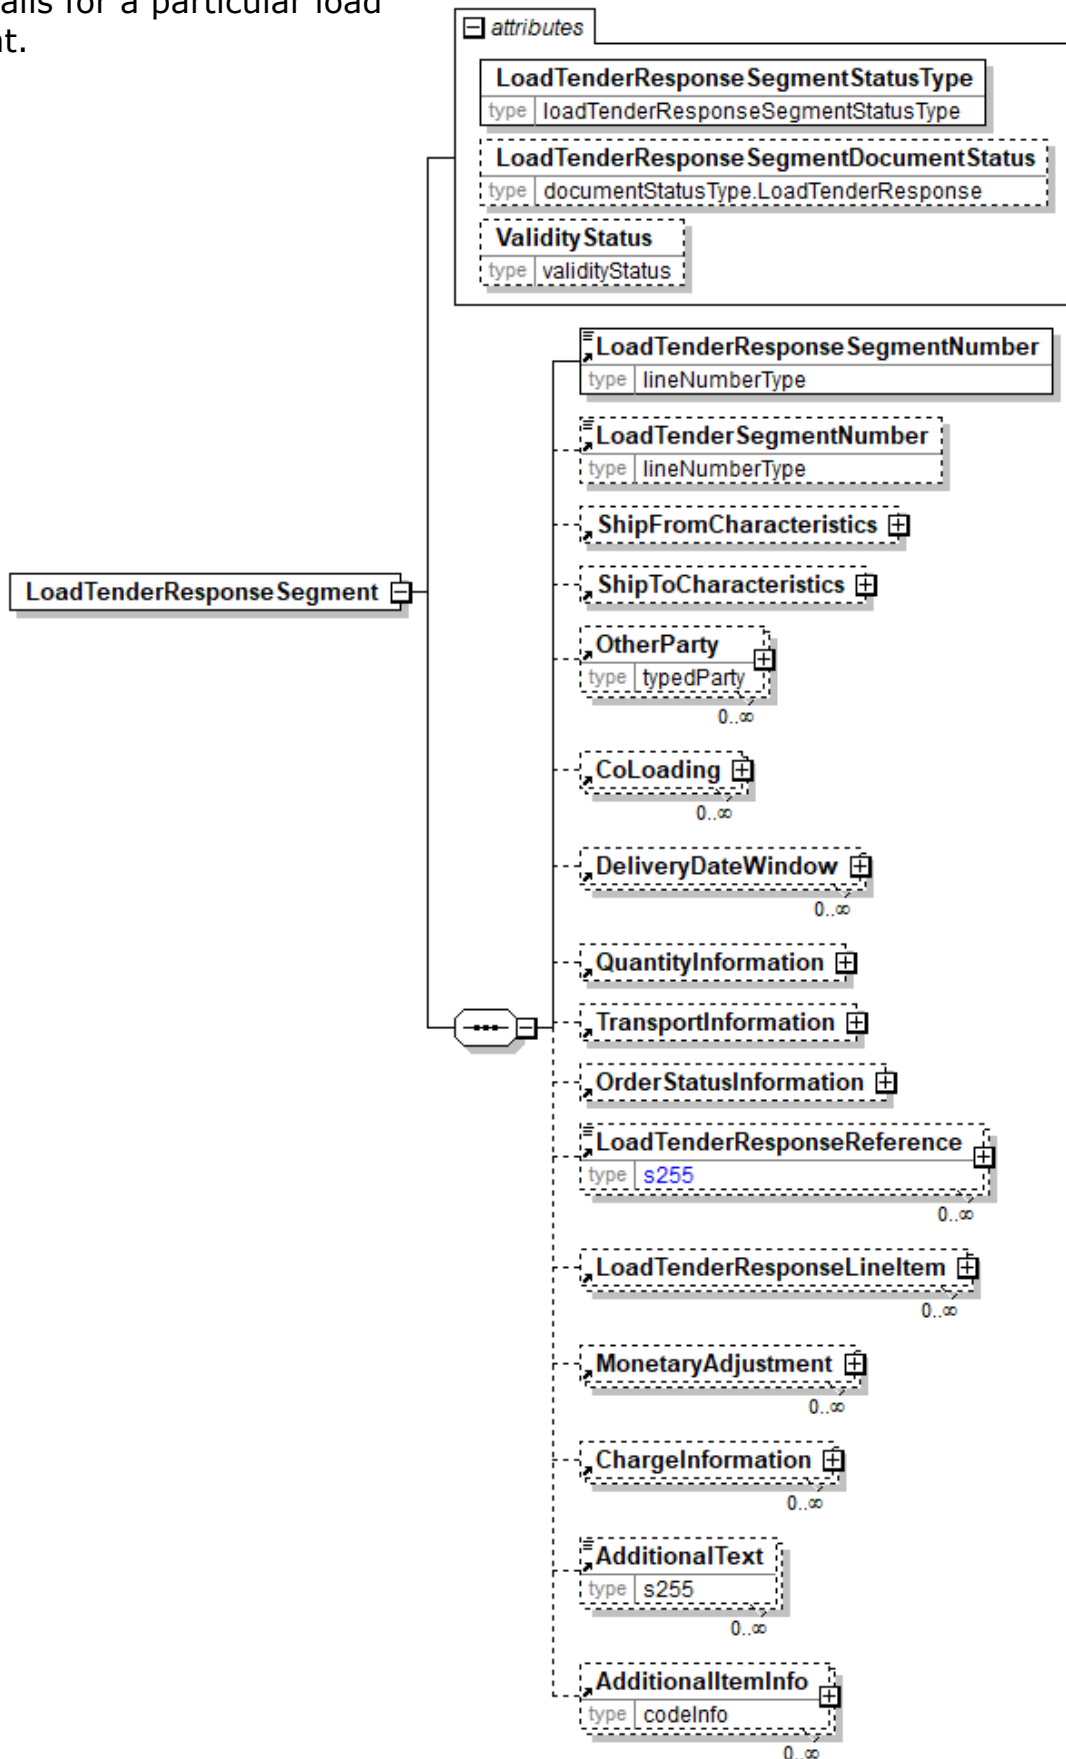 ails for a particular load
nt.
attributes
LoadTenderResponseSegmentStatusType
type loadTenderResponseSegmentStatusType
LoadTenderResponseSegmentDocumentStatus
type documentStatusType.LoadTenderResponse
ValidityStatus
type validityStatus
LoadTenderResponseSegmentNumber
type lineNumberType
LoadTenderSegmentNumber
type lineNumberType
ShipFromCharacteristics
LoadTenderResponseSegment
ShipToCharacteristics
OtherParty
type typedParty
0..∞
CoLoading
0..∞
DeliveryDateWindow
0..∞
QuantityInformation
TransportInformation
OrderStatusInformation
LoadTenderResponseReference
type s255
0..∞
LoadTenderResponseLineItem
0..∞
MonetaryAdjustment
0..∞
ChargeInformation
0..∞
AdditionalText
type s255
0..∞
AdditionalItemInfo
type codeInfo
0..∞